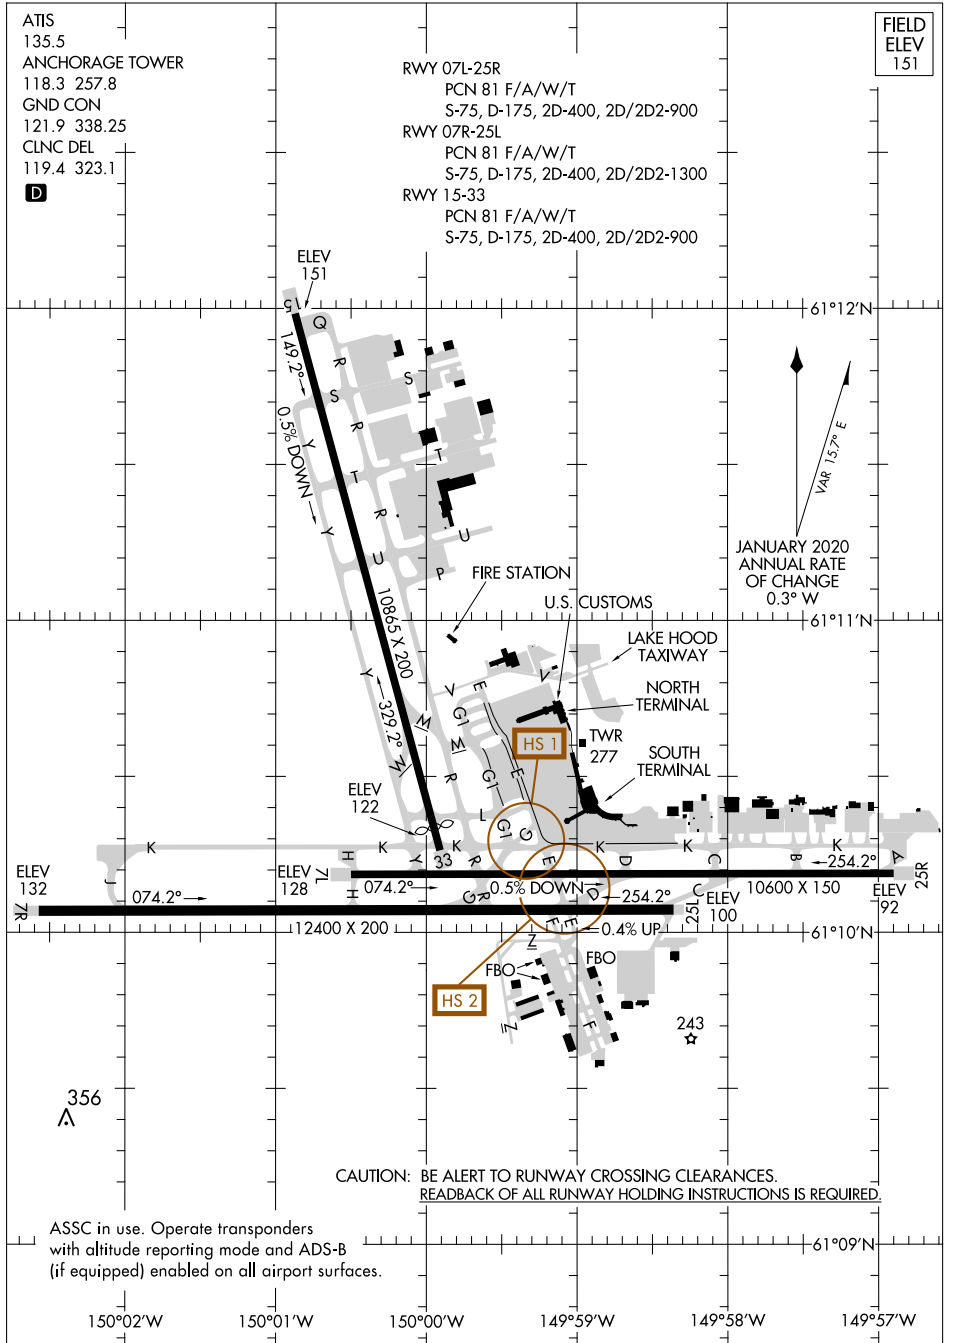 ATIS
135.5
ANCHORAGE TOWER
118.3 257.8
GND CON
121.9 338.25
CLNC DEL
119.4 323.1
D
RWY 07L-25R
PCN 81 F/A/W/T
S-75, D-175, 2D-400, 2D/2D2-900
RWY 07R-25L
PCN 81 F/A/W/T
S-75, D-175, 2D-400, 2D/2D2-1300
RWY 15-33
PCN 81 F/A/W/T
S-75, D-175, 2D-400, 2D/2D2-900
FIELD
ELEV
151
ELEV
151
15
61°12'N
Q
149.2°
R
S
S
0.5% DOWN
R
Y
T
T
Y
R
U
U
P
VAR 15.7° E
JANUARY 2020
ANNUAL RATE
OF CHANGE
0.3° W
FIRE STATION
10865 X 200
U.S. CUSTOMS
61°11'N
LAKE HOOD
TAXIWAY
Y
V
E
V
NORTH
TERMINAL
329.2°
M
G1
M
HS 1
TWR
277
SOUTH
TERMINAL
M
R
G1
E
ELEV
122
L
G1
G
K
K
K
K
K
K
H
Y
33
R
E
D
C
B
254.2°
A
25R
ELEV
132
J
ELEV
128
7L
074.2°
0.5% DOWN
10600 X 150
ELEV
92
7R
074.2°
H
G
R
D
254.2°
25L
C
ELEV
100
12400 X 200
F
E
0.4% UP
61°10'N
Z
FBO
FBO
HS 2
Z
F
243
356
CAUTION: BE ALERT TO RUNWAY CROSSING CLEARANCES.
READBACK OF ALL RUNWAY HOLDING INSTRUCTIONS IS REQUIRED.
ASSC in use. Operate transponders
with altitude reporting mode and ADS-B
(if equipped) enabled on all airport surfaces.
61°09'N
150°02'W
150°01'W
150°00'W
149°59'W
149°58'W
149°57'W